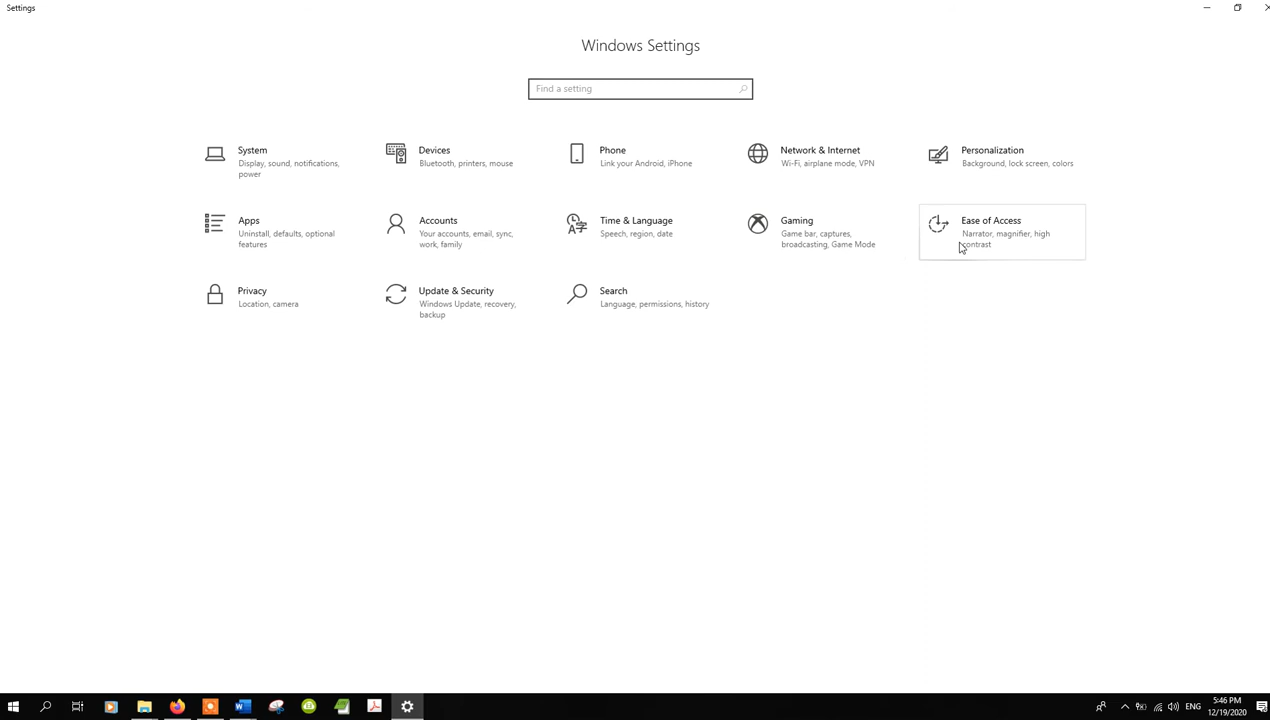 Settings
Windows Settings
Find a setting
System
Display, sound, notifications,
power
Devices
Bluetooth, printers, mouse
Phone
Link your Android, iPhone
Network & Internet
Wi-Fi, airplane mode, VPN
Personalization
Background, lock screen, colors
Apps
Uninstall, defaults, optional
features
Accounts
Your accounts, email, sync,
work, family
Time & Language
Speech, region, date
Gaming
Game bar, captures,
broadcasting, Game Mode
Ease of Access
Narrator, magnifier, high
contrast
Privacy
Location, camera
Update & Security
Windows Update, recovery,
backup
Search
Language, permissions, history
ENG
5:46 PM
12/19/2020